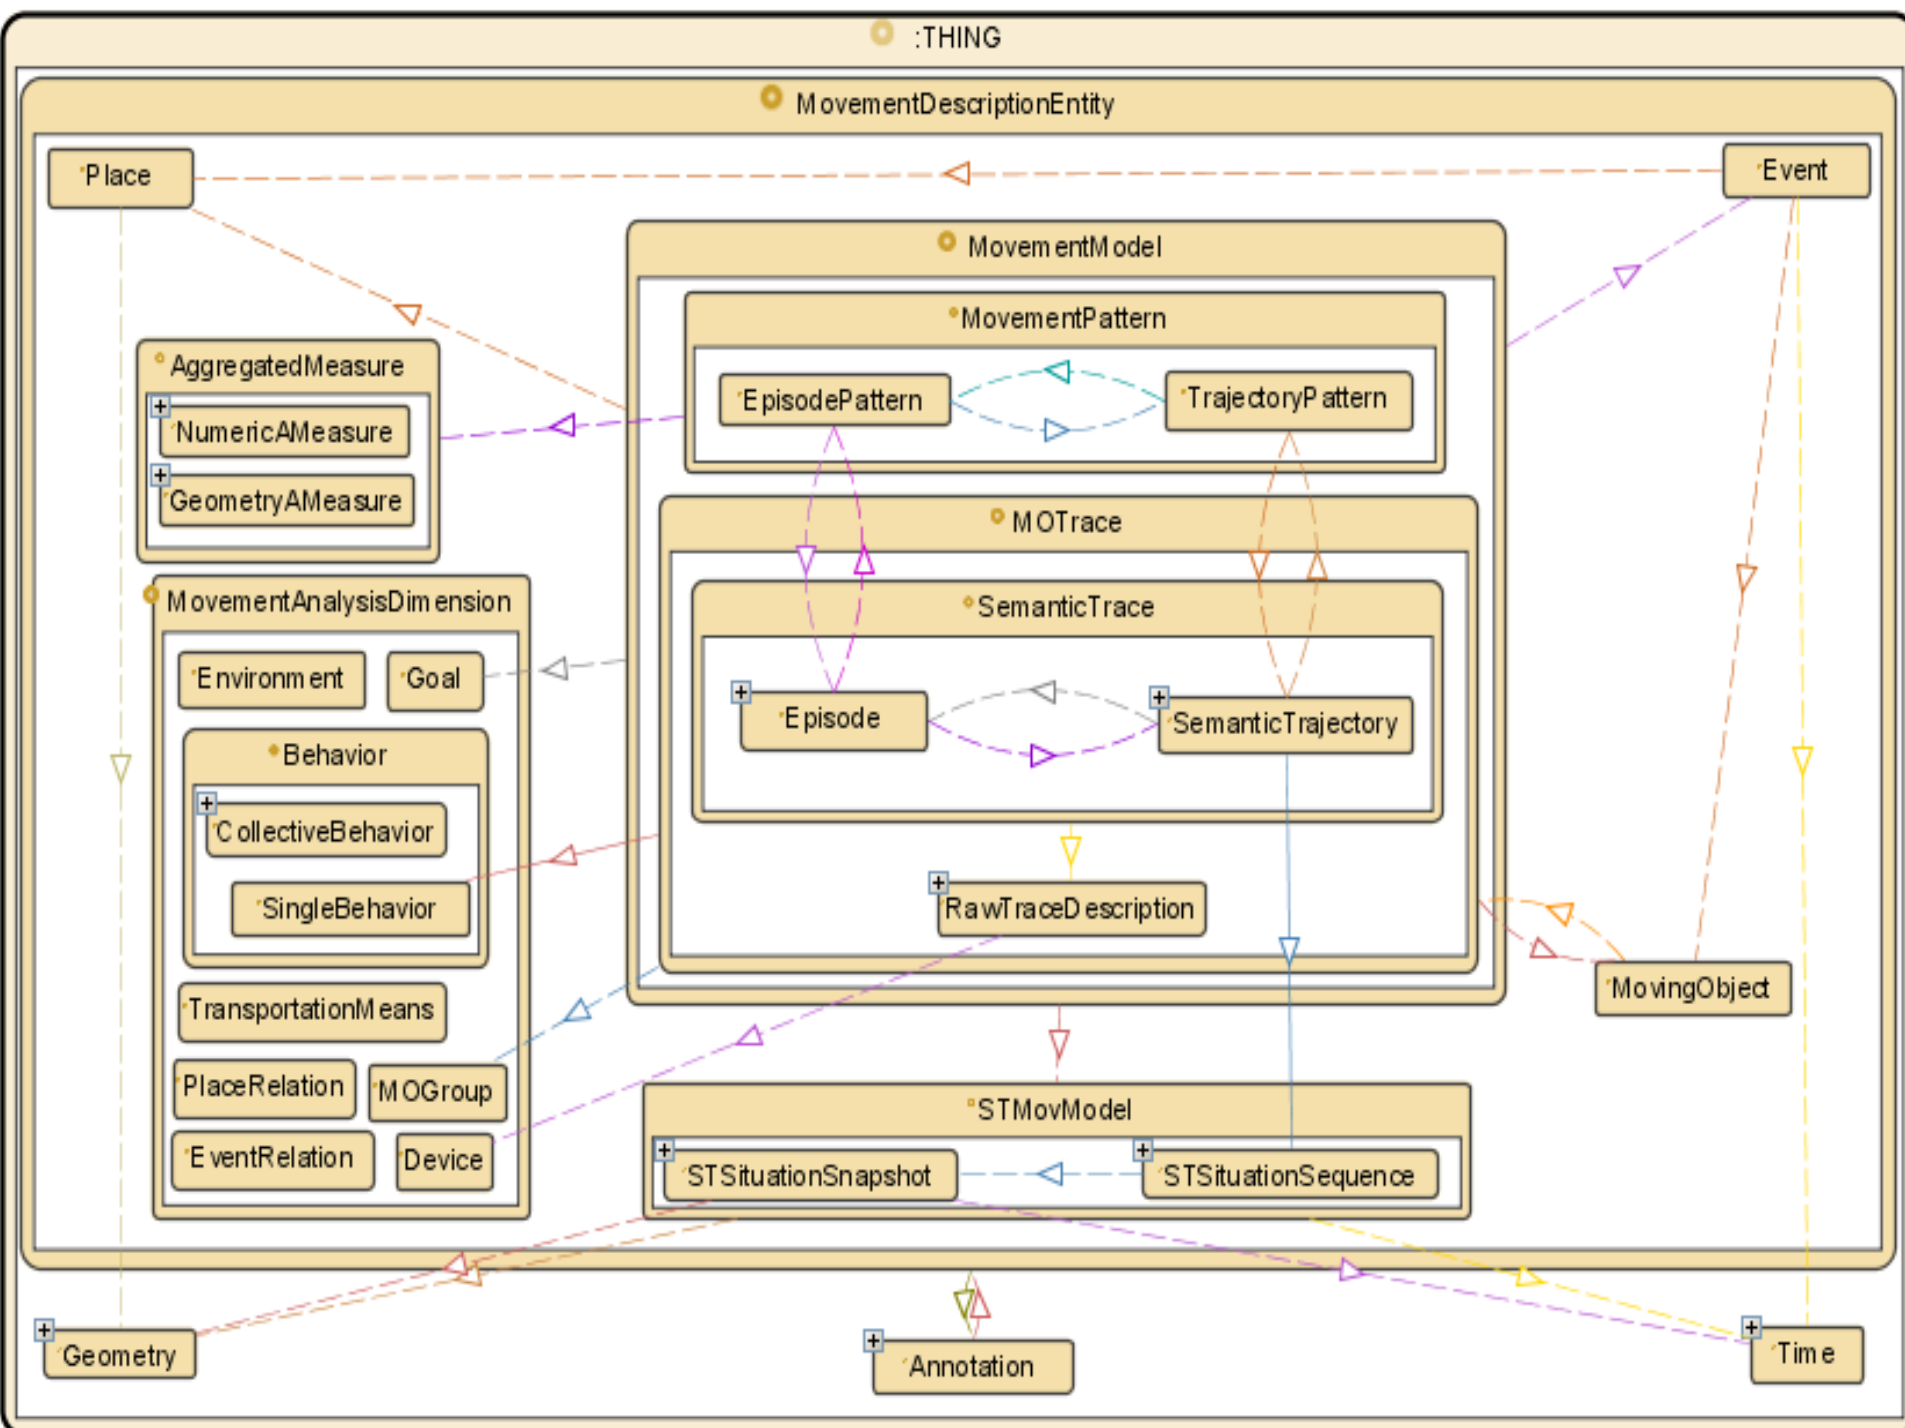 :THING
MovementDescriptionEntity
Place
Event
MovementModel
MovementPattern
AggregatedMeasure
EpisodePattern
TrajectoryPattern
NumericAMeasure
GeometryAMeasure
MOTrace
MovementAnalysisDimension
SemanticTrace
Environment
Goal
Episode
SemanticTrajectory
Behavior
CollectiveBehavior
SingleBehavior
RawTraceDescription
MovingObject
TransportationMeans
PlaceRelation
MOGroup
STMovModel
EventRelation
Device
STSituationSnapshot
STSituationSequence
Geometry
Annotation
Time